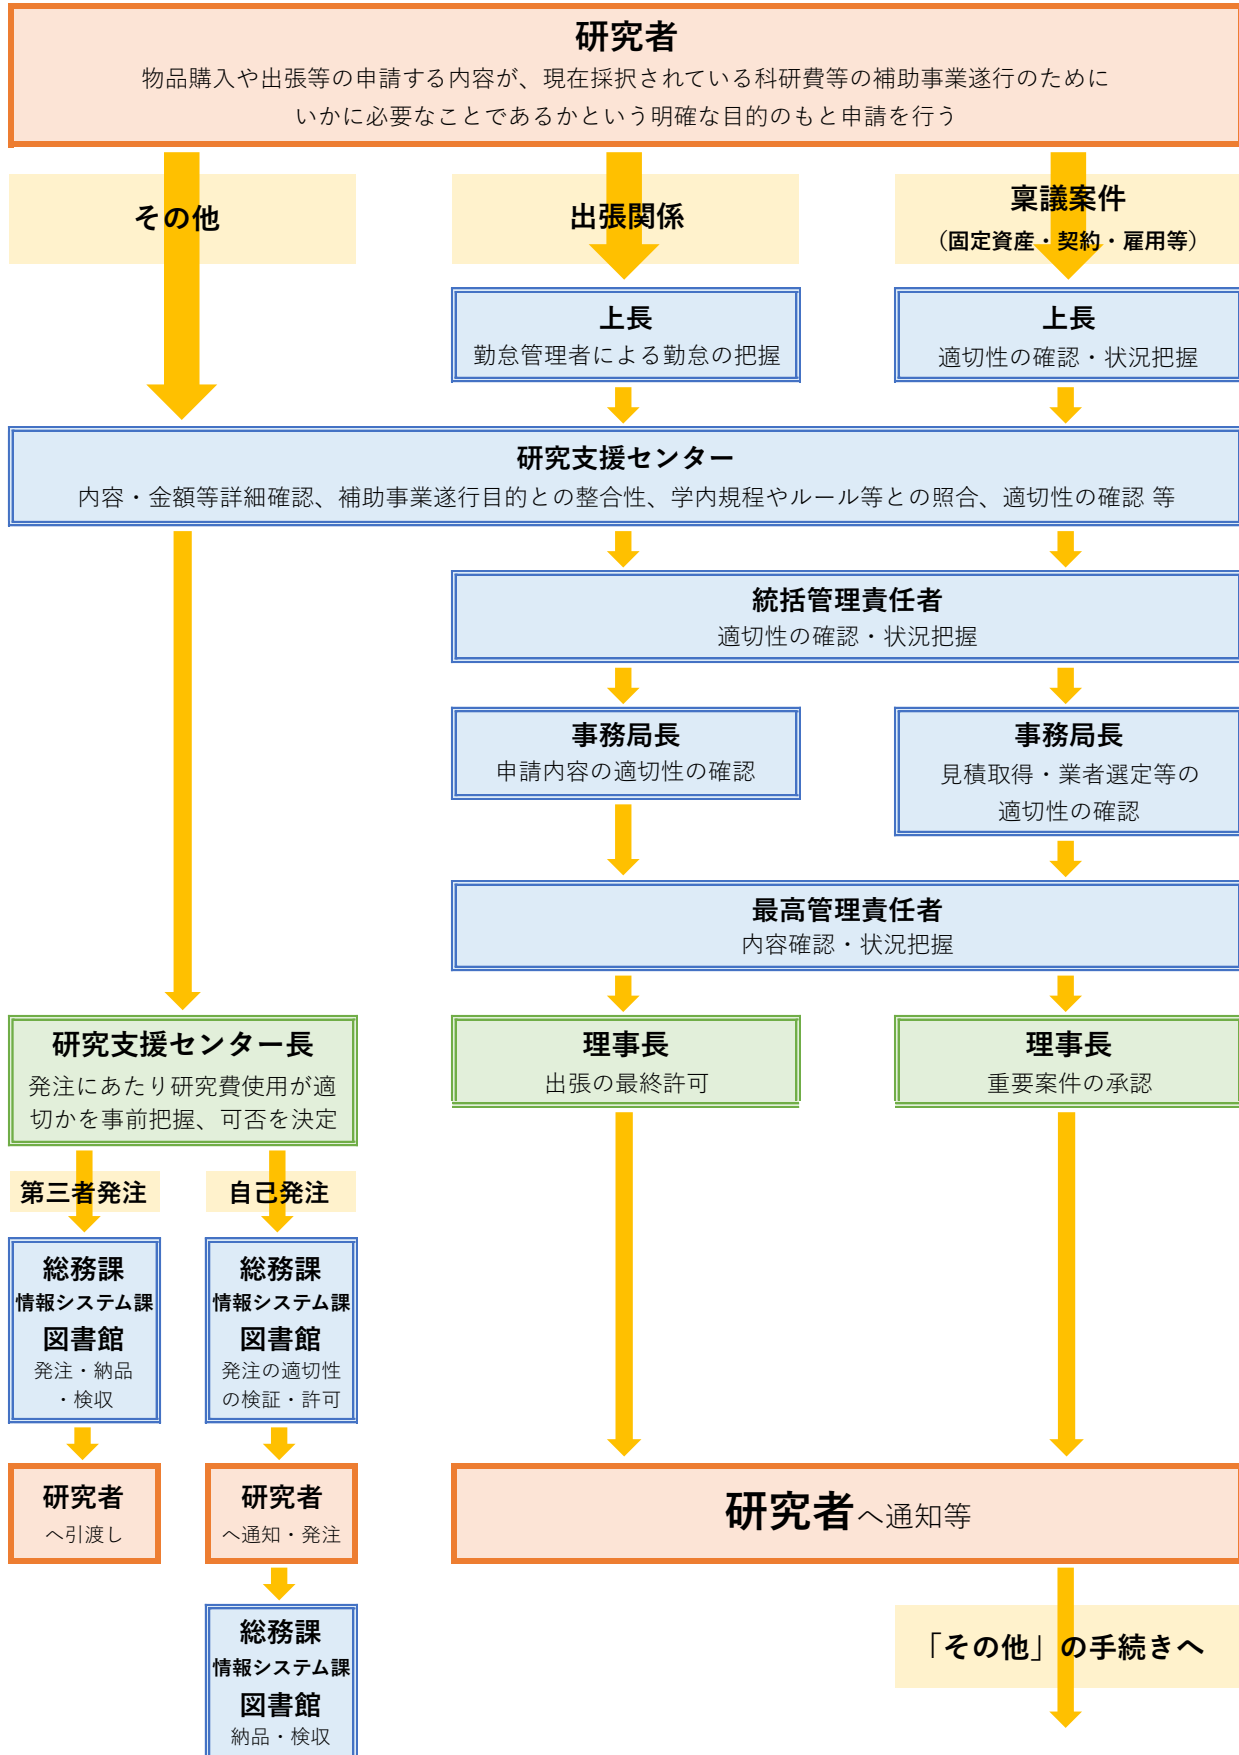 研究者
物品購入や出張等の申請する内容が、現在採択されている科研費等の補助事業遂行のために
いかに必要なことであるかという明確な目的のもと申請を行う
その他
出張関係
稟議案件
（固定資産・契約・雇用等）
上長
勤怠管理者による勤怠の把握
上長
適切性の確認・状況把握
研究支援センター
内容・金額等詳細確認、補助事業遂行目的との整合性、学内規程やルール等との照合、適切性の確認 等
統括管理責任者
適切性の確認・状況把握
事務局長
申請内容の適切性の確認
事務局長
見積取得・業者選定等の
適切性の確認
最高管理責任者
内容確認・状況把握
研究支援センター長
発注にあたり研究費使用が適
切かを事前把握、可否を決定
理事長
出張の最終許可
理事長
重要案件の承認
第三者発注
自己発注
総務課
情報システム課
図書館
発注・納品
・検収
総務課
情報システム課
図書館
発注の適切性
の検証・許可
研究者
へ引渡し
研究者
へ通知・発注
研究者へ通知等
総務課
情報システム課
図書館
納品・検収
「その他」の手続きへ